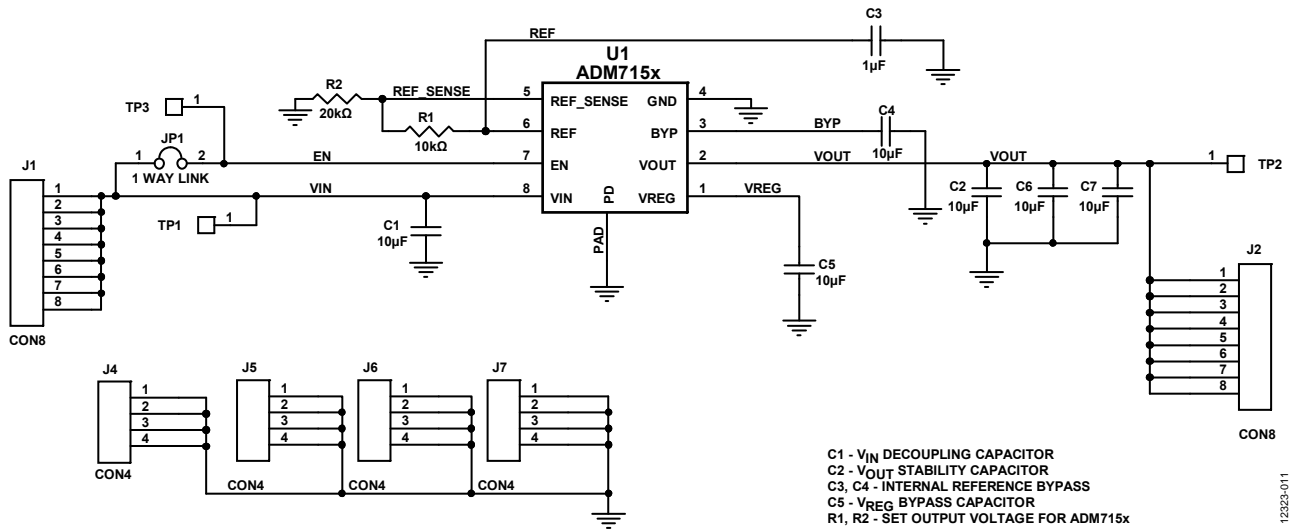 REF
C3
1µF
U1
ADM715x
R2
20kΩ
REF_SENSE
5
REF_SENSE
GND
4
TP3
1
R1
10kΩ
6
REF
BYP
3
BYP
C4
10µF
JP1
1
2
1 WAY LINK
EN
7
EN
VOUT
2
VOUT
VOUT
1
TP2
J1
VIN
8
VIN
PD
VREG
1
VREG
1
2
3
4
5
6
7
8
CON8
TP1
1
C1
10µF
PAD
C5
10µF
C2
10µF
C6
10µF
C7
10µF
J2
1
2
3
4
5
6
7
8
CON8
J4
1
2
3
4
CON4
J5
1
2
3
4
CON4
J6
1
2
3
4
CON4
J7
1
2
3
4
CON4
C1 - VIN DECOUPLING CAPACITOR
C2 - VOUT STABILITY CAPACITOR
C3, C4 - INTERNAL REFERENCE BYPASS
C5 - VREG BYPASS CAPACITOR
R1, R2 - SET OUTPUT VOLTAGE FOR ADM715x
12323-011